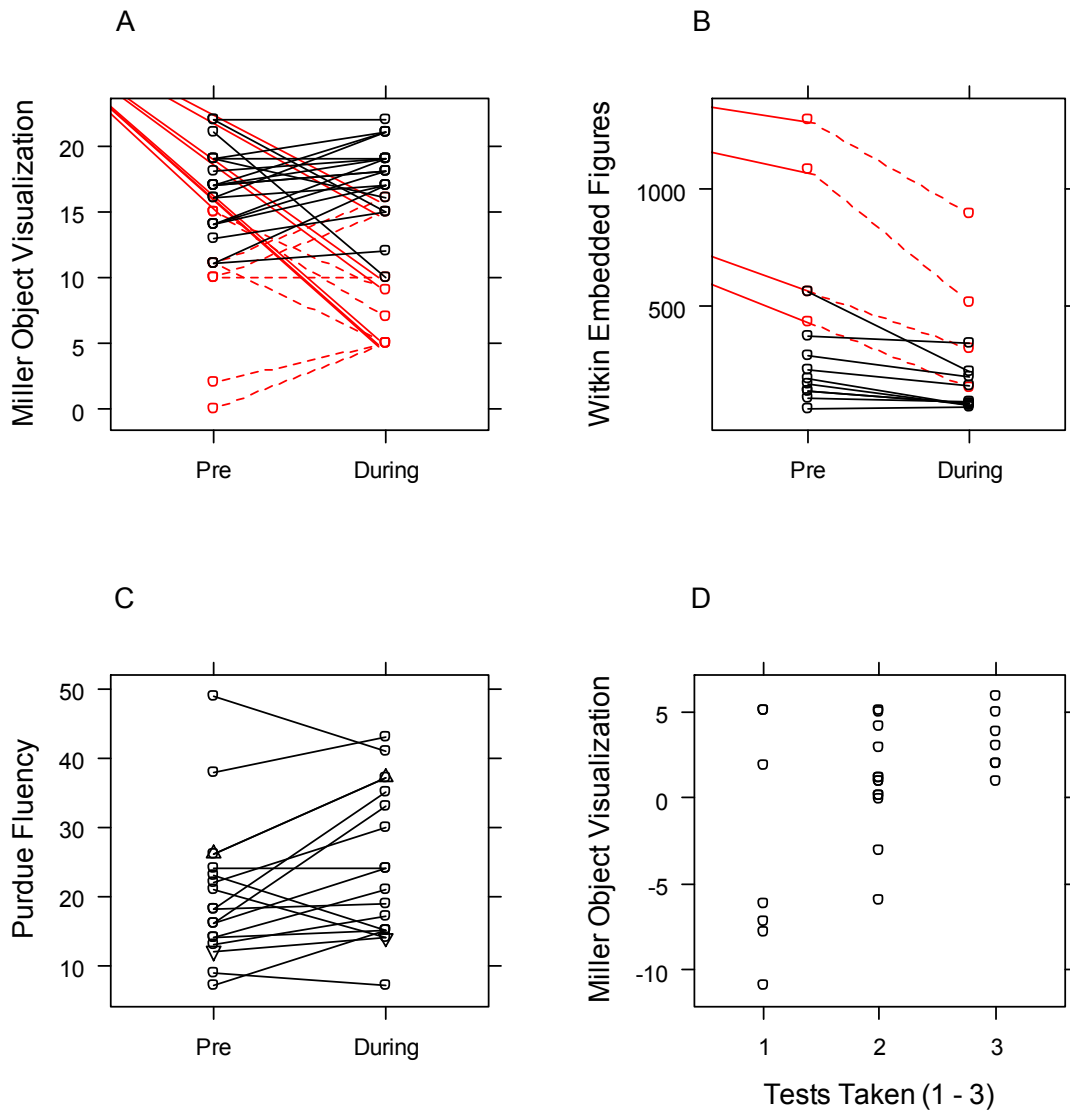 A
Miller Object Visualization
20
15
10
5
0
Pre During
B
Witkin Embedded Figures
1000
500
Pre During
C
Purdue Fluency
50
40
30
20
10
Pre During
D
Miller Object Visualization
5
0
-5
-10
1 2 3
Tests Taken (1 - 3)